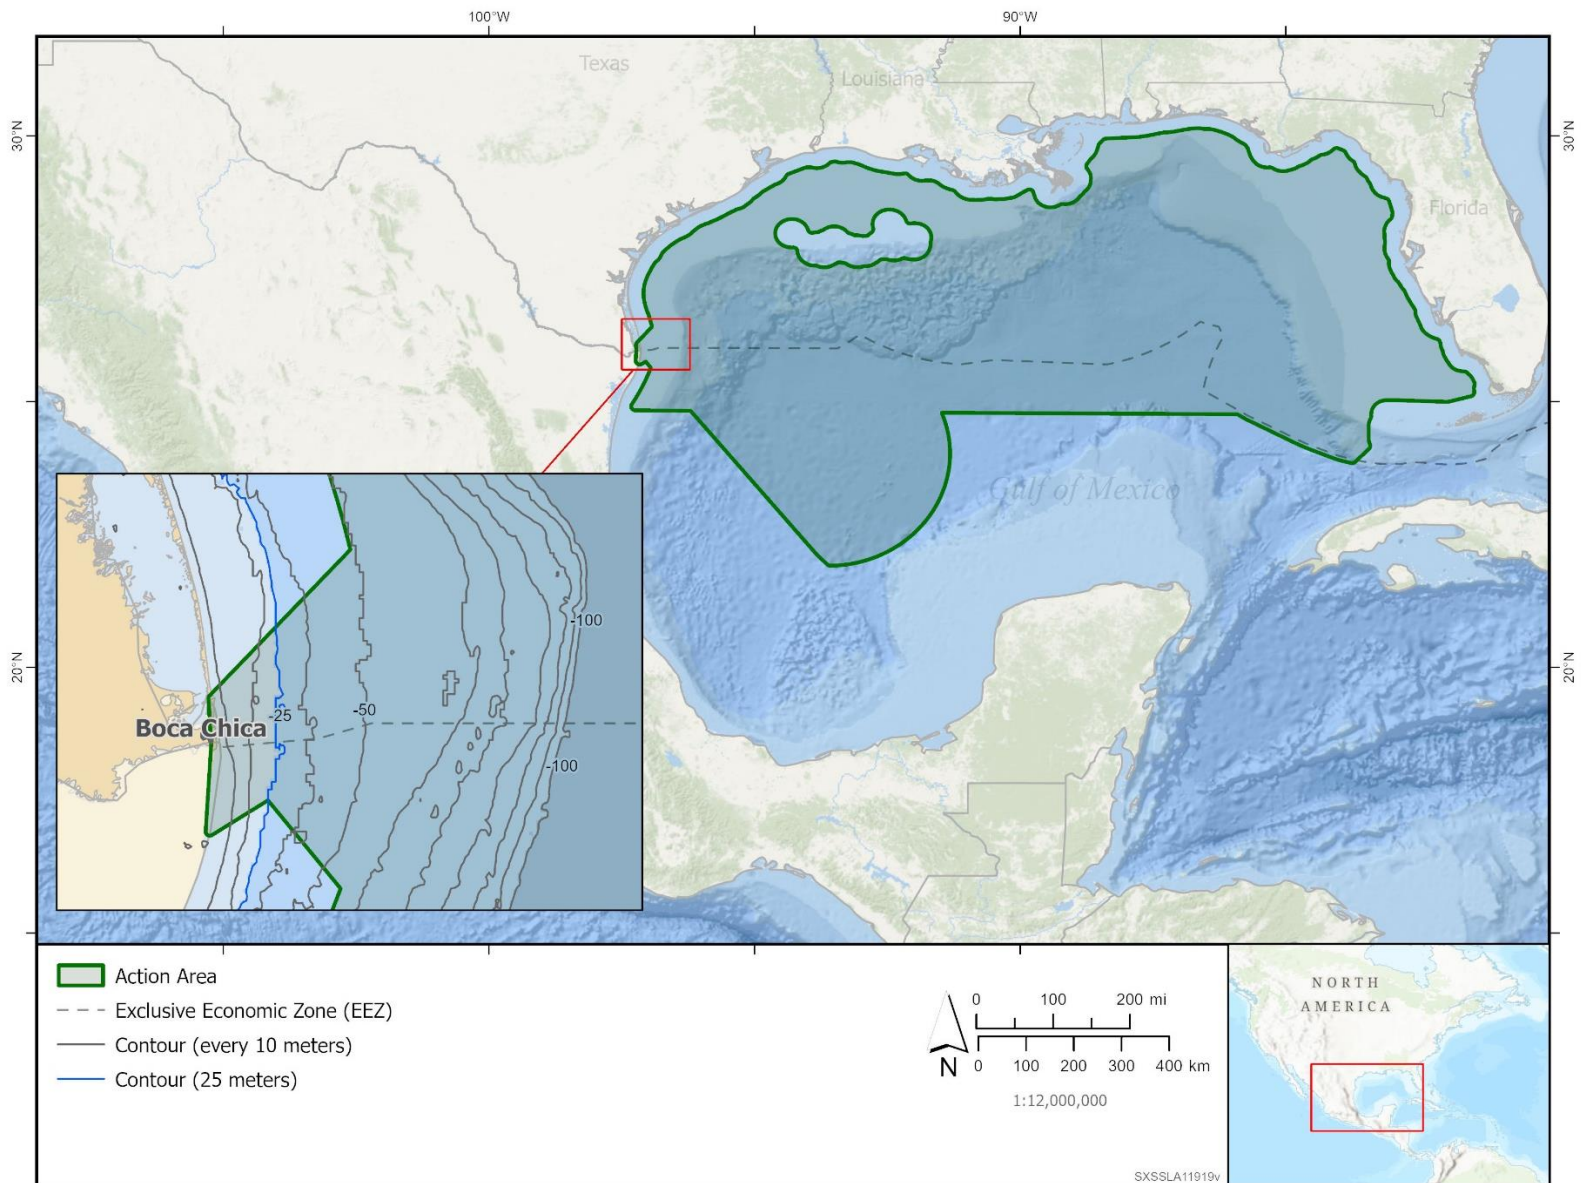 100°W
90°W
30°N
30°N
Texas
Louisiana
Florida
Gulf of Mexico
20°N
20°N
-100
-25
-50
Boca Chica
-100
Action Area
Exclusive Economic Zone (EEZ)
Contour (every 10 meters)
Contour (25 meters)
N
0 100 200 mi
0 100 200 300 400 km
1:12,000,000
NORTH
AMERICA
SXSSLA11919v